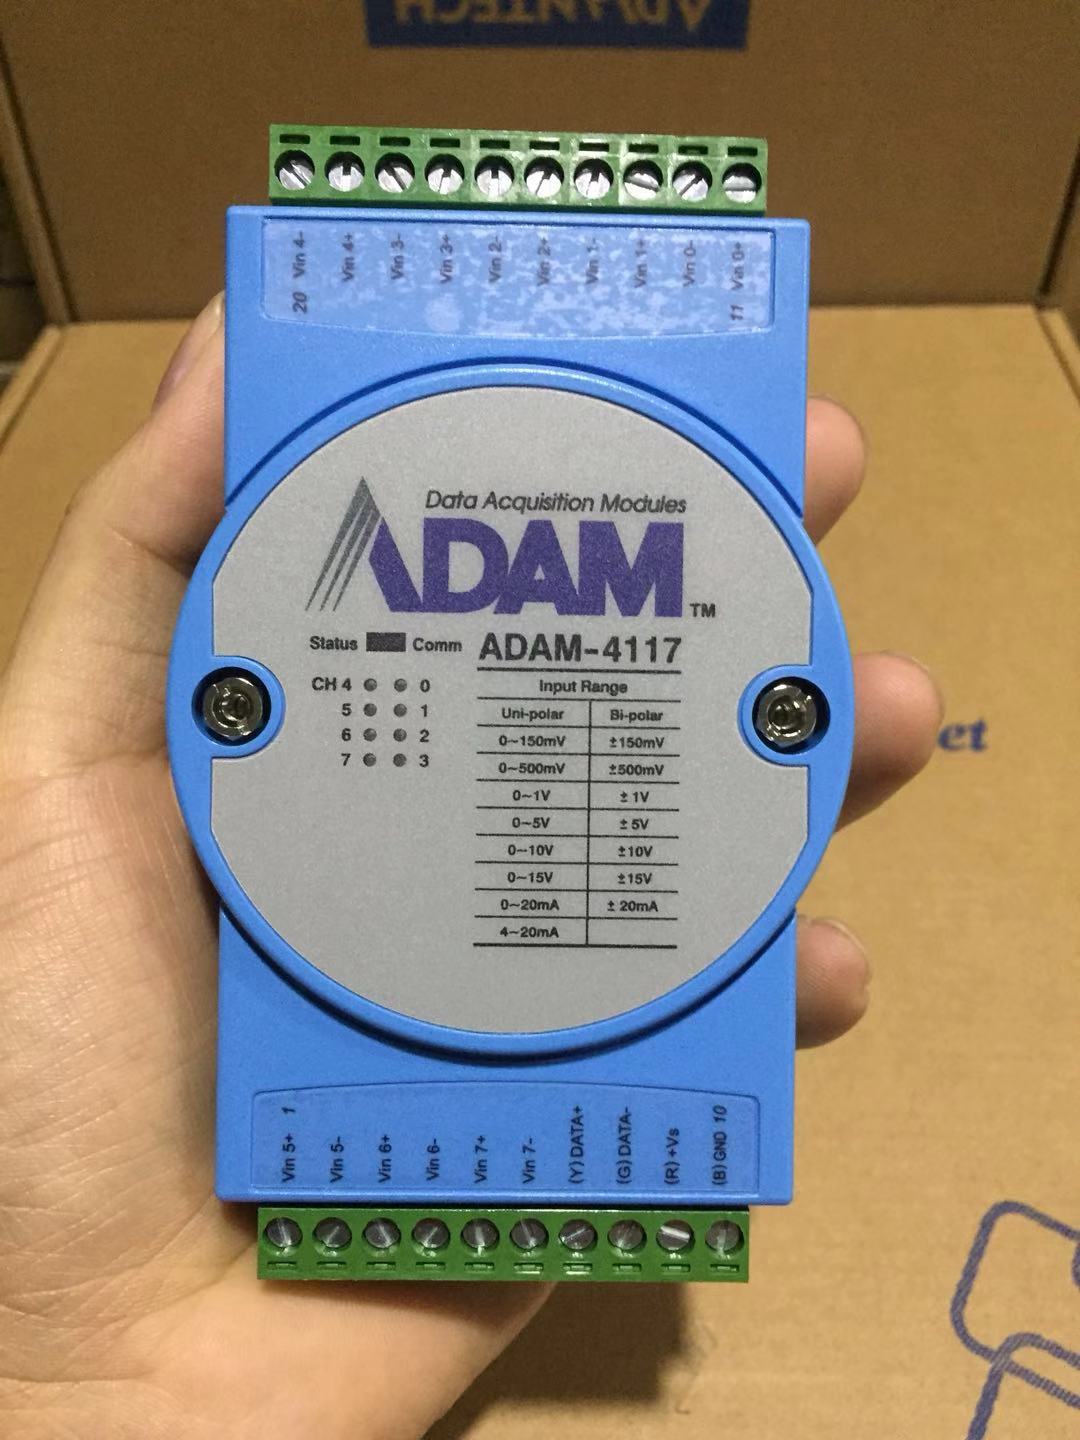 ADVANTECH
Vin 4- Vin 4+ Vin 3- Vin 3+ Vin 2- Vin 2+ Vin 1- Vin 1+ Vin 0- Vin 0+
20 11
Data Acquisition Modules
ADAM TM
Status Comm ADAM-4117
CH 4 0
5 1
6 2
7 3
Input Range
Uni-polar Bi-polar
0~150mV ±150mV
0~500mV ±500mV
0~1V ± 1V
0~5V ± 5V
0~10V ±10V
0~15V ±15V
0~20mA ± 20mA
4~20mA
et
1 10
Vin 5+ Vin 5- Vin 6+ Vin 6- Vin 7+ Vin 7- (Y) DATA+ (G) DATA- (R) +Vs (B) GND